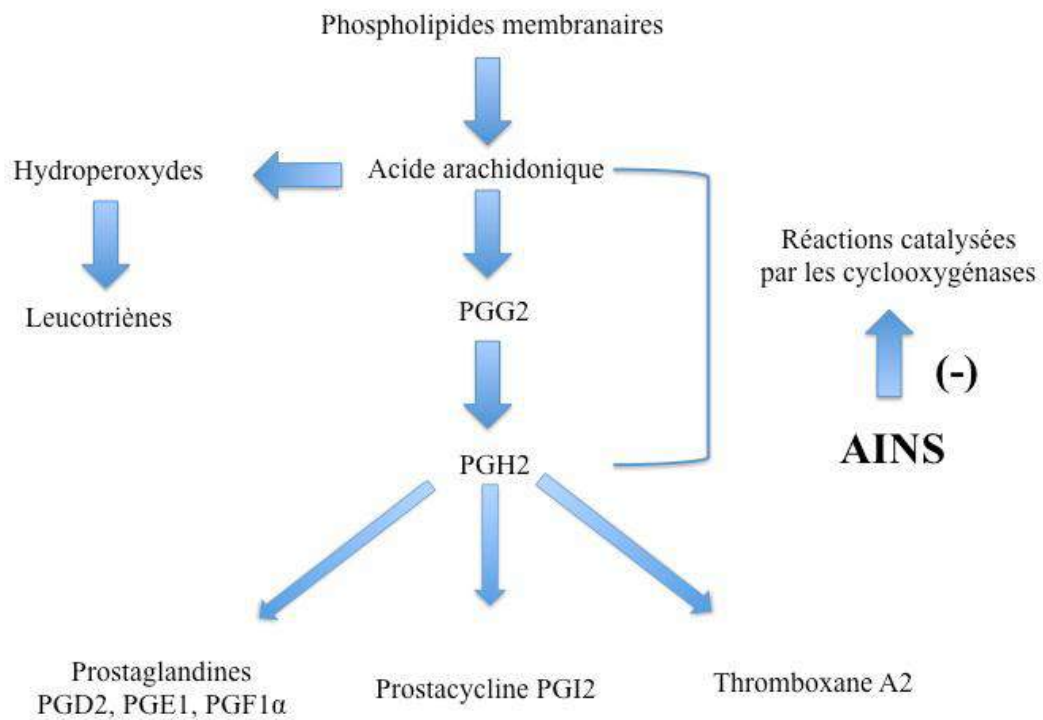 Phospholipides membranaires
Hydroperoxydes
Acide arachidonique
Réactions catalysées
par les cyclooxygénases
Leucotriènes
PGG2
(-)
AINS
PGH2
Prostaglandines
PGD2, PGE1, PGF1α
Prostacycline PGI2
Thromboxane A2